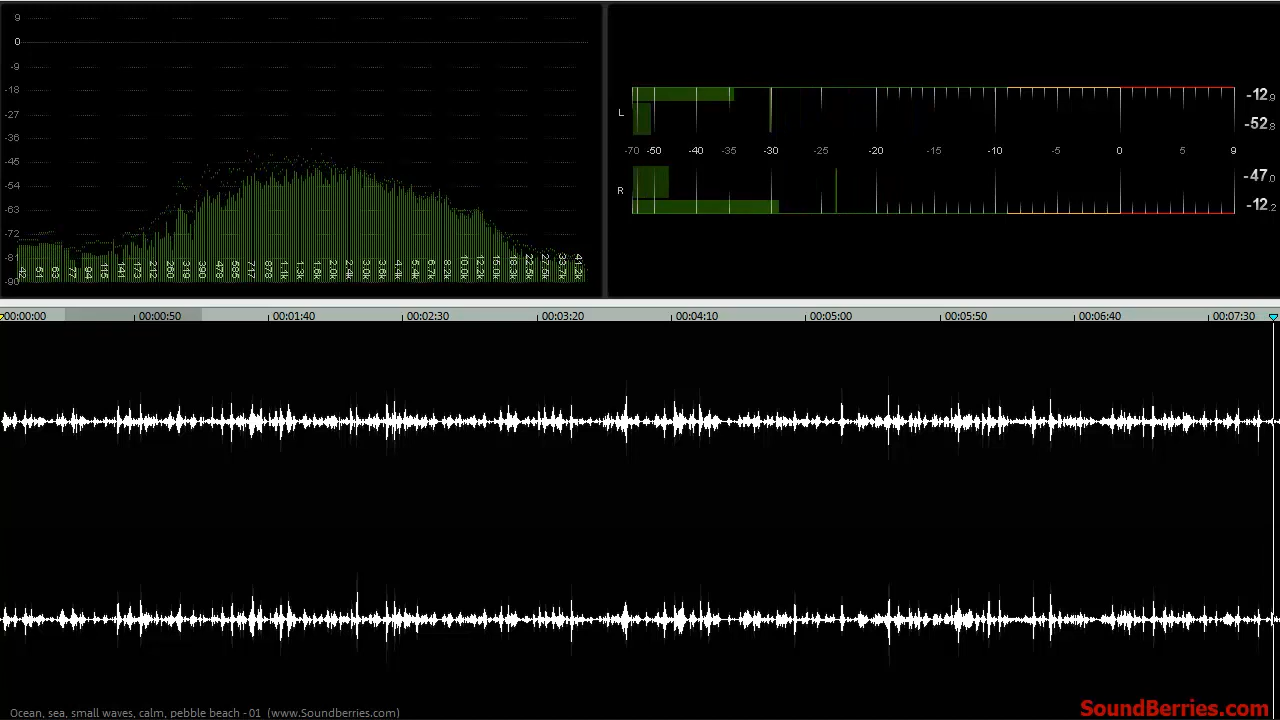 9
0
-9
-18
-27
-36
-45
-54
-63
-72
-90
42 51 63 77 94 115 141 173 212 260 319 390 478 585 717 878 1.1k 1.3k 1.6k 2.0k 2.4k 3.0k 3.6k 4.4k 5.4k 6.7k 8.2k 10.0k 12.2k 15.0k 18.3k 22.5k 27.5k 33.7k 41.2k
L -12.9
-52.8
-70 -50 -40 -35 -30 -25 -20 -15 -10 -5 0 5 9
-47.0
R
-12.2
00:00:00 00:00:50 00:01:40 00:02:30 00:03:20 00:04:10 00:05:00 00:05:50 00:06:40 00:07:30
Ocean, sea, small waves, calm, pebble beach - 01 (www.Soundberries.com)
SoundBerries.com